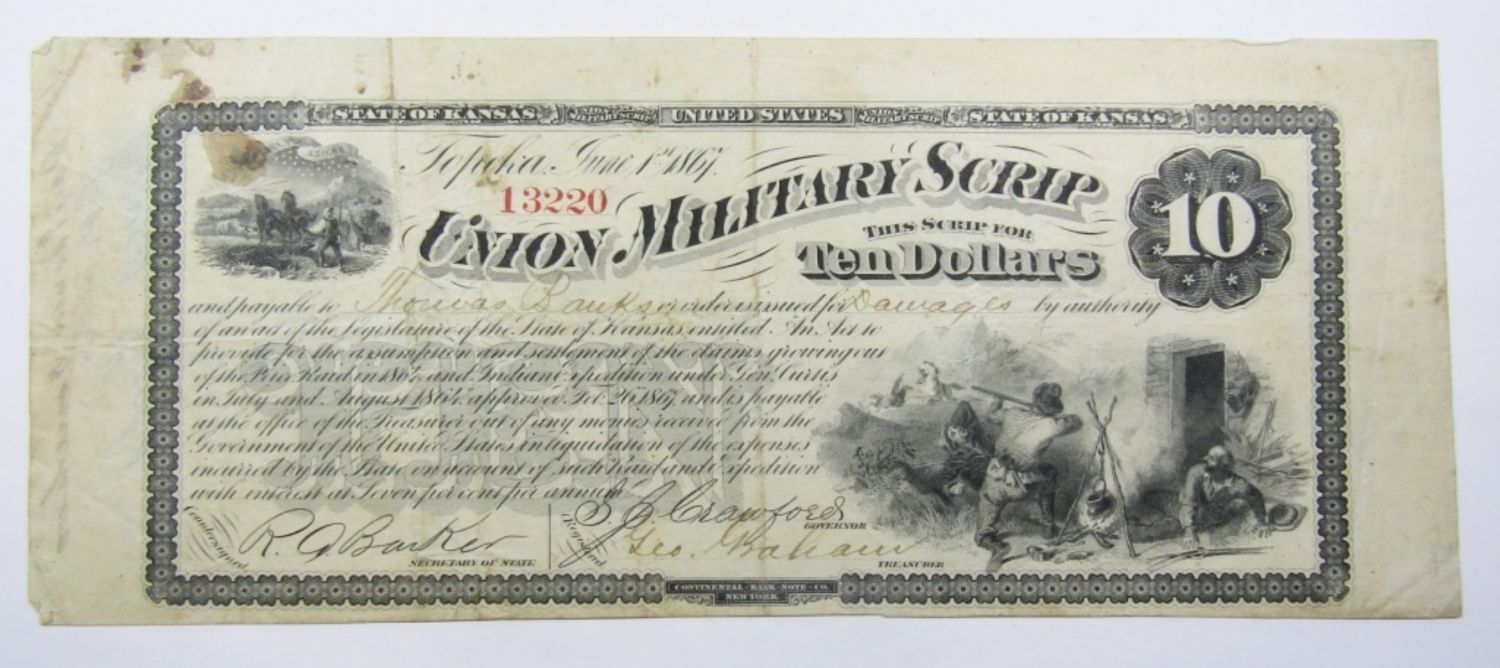 STATE OF KANSAS UNION MILITARY SCRIP UNITED STATES UNION MILITARY SCRIP STATE OF KANSAS
Topeka, June 1st 1867.
13220
UNION MILITARY SCRIP
THIS SCRIP FOR
Ten Dollars
10
and payable to Thomas Banks or order is issued for Damages by authority
of an act of the Legislature of the State of Kansas, entitled. An Act to
provide for the assumption and settlement of the claims growing out
of the Price Raid in 1864 and Indian Expedition under Gen. Curtis
in July and August 1864. approved Feb. 26, 1867, and is payable
at the office of the Treasurer out of any monies received from the
Government of the United States in liquidation of the expenses
incurred by the State on account of such Raid and Expedition
with interest at Seven per cent per annum
Countersigned, R. A. Barker SECRETARY OF STATE
S. J. Crawford GOVERNOR
Registered Geo. Graham TREASURER
CONTINENTAL - BANK NOTE - CO.
NEW YORK.